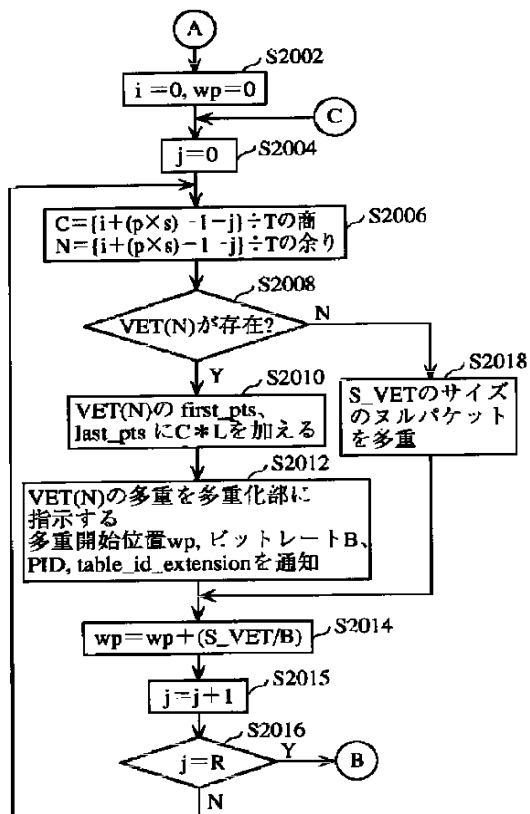 A
S2002
i=0, wp=0
C
S2004
j=0
S2006
C={i+(p×s)-1-j}÷Tの商
N={i+(p×s)-1-j}÷Tの余り
S2008
VET(N)が存在?
N
Y
S2010
VET(N)の first_pts、
last_pts にC*Lを加える
S2018
S_VETのサイズ
のヌルパケット
を多重
S2012
VET(N)の多重を多重化部に
指示する
多重開始位置wp, ビットレートB、
PID, table_id_extensionを通知
S2014
wp=wp+(S_VET/B)
S2015
j=j+1
S2016
j=R
Y
B
N